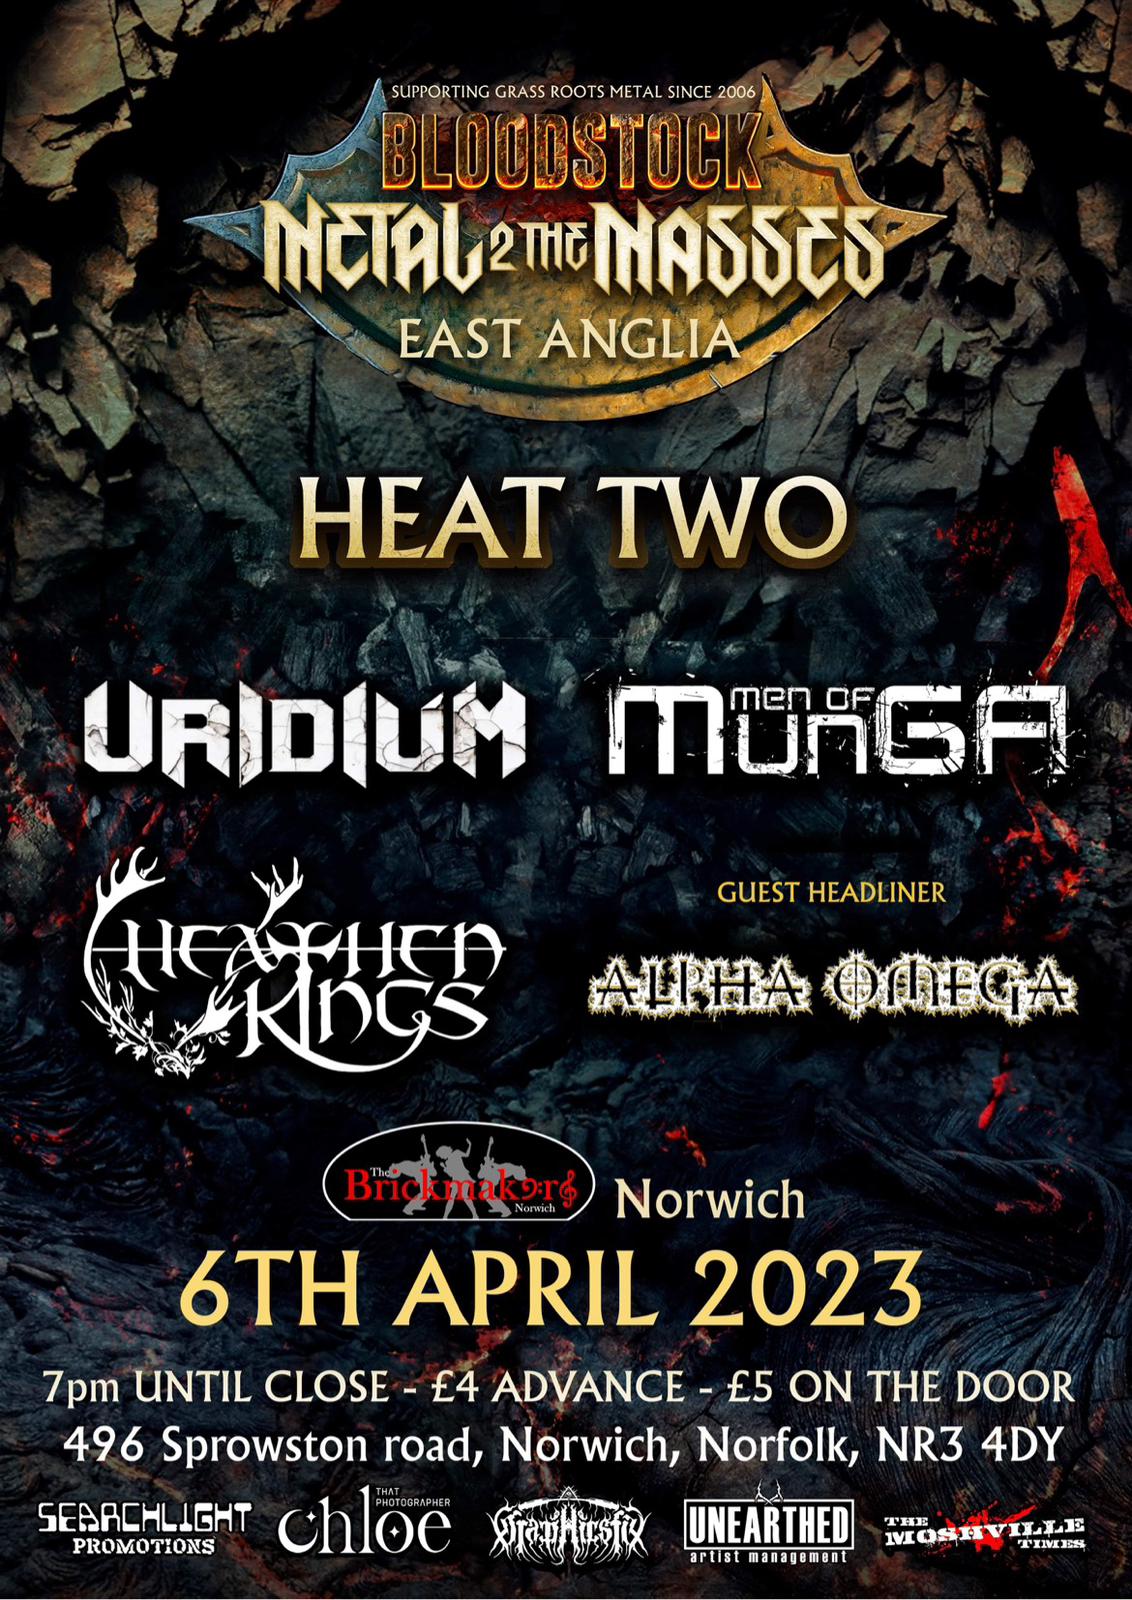 SUPPORTING GRASS ROOTS METAL SINCE 2006
BLOODSTOCK
METAL 2 THE MASSES
EAST ANGLIA
HEAT TWO
URIDIUM
MEN OF
MUNGA
HEATHEN
KINGS
GUEST HEADLINER
ALPHA OMEGA
The
Brickmakers
Norwich
Norwich
6TH APRIL 2023
7pm UNTIL CLOSE - £4 ADVANCE - £5 ON THE DOOR
496 Sprowston road, Norwich, Norfolk, NR3 4DY
SEARCHLIGHT
PROMOTIONS
THAT
PHOTOGRAPHER
chloe
GrapHicsfix
UNEARTHED
artist management
THE
MOSHVILLE
TIMES